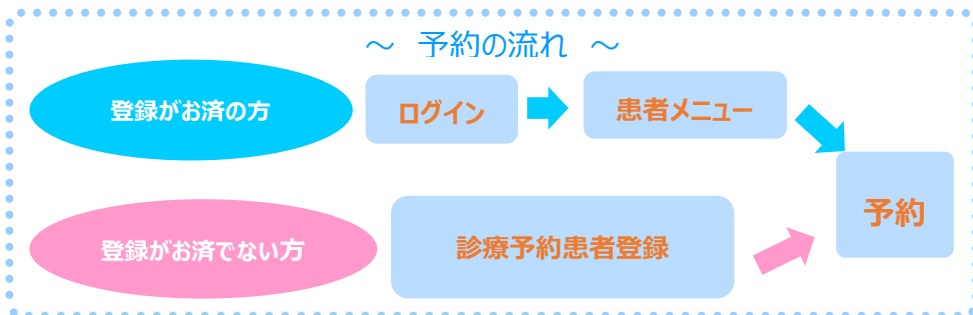 ～ 予約の流れ ～
登録がお済の方
ログイン
患者メニュー
予約
登録がお済でない方
診療予約患者登録